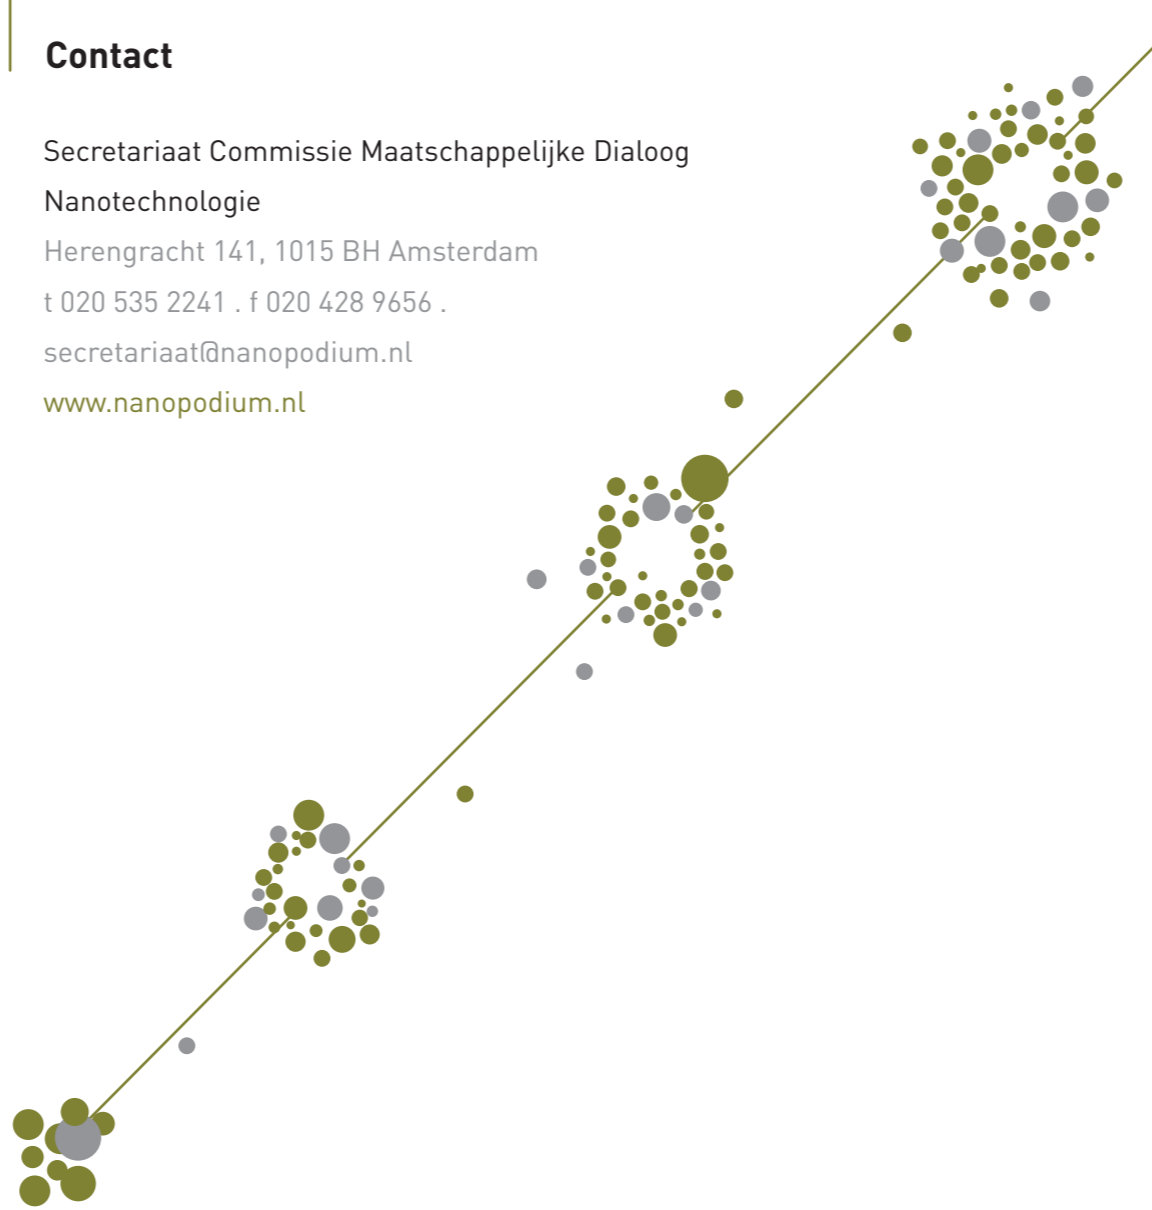 Contact
Secretariaat Commissie Maatschappelijke Dialoog
Nanotechnologie
Herengracht 141, 1015 BH Amsterdam
t 020 535 2241 . f 020 428 9656 .
secretariaat@nanopodium.nl
www.nanopodium.nl